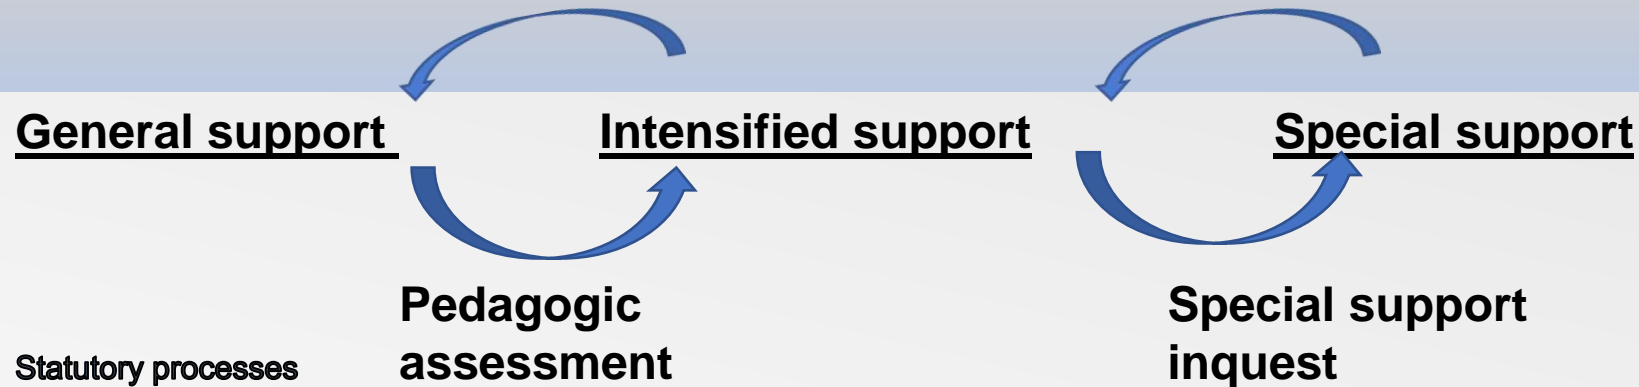 General support Intensified support Special support
Pedagogic
assessment
Special support
inquest
Statutory processes